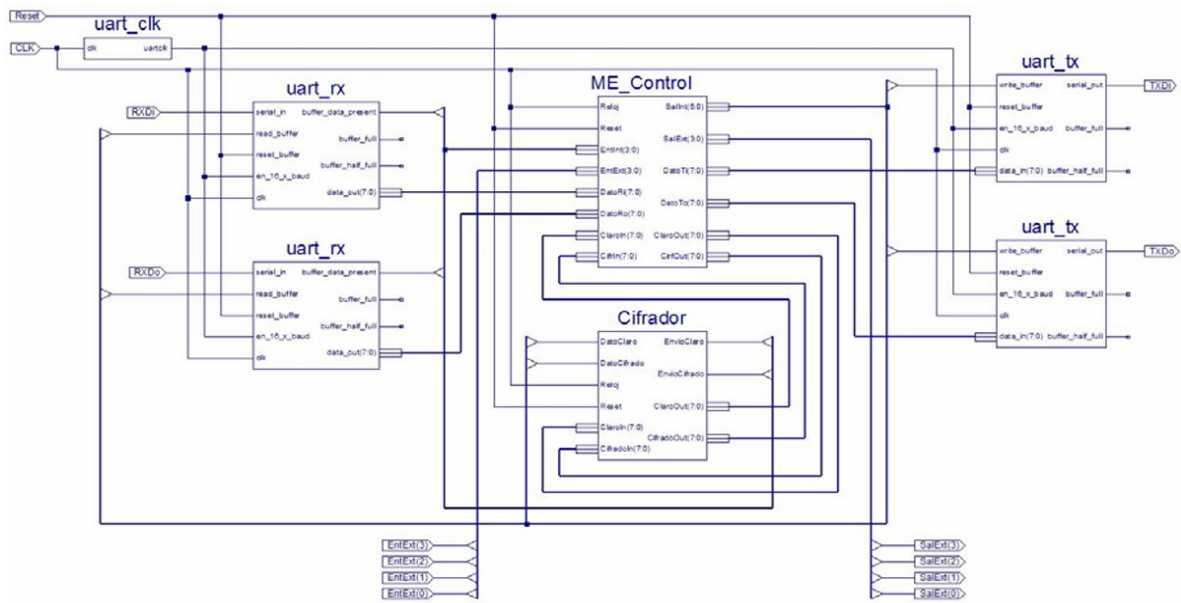 Reset
CLK
uart_clk
clk
uartclk
uart_rx
RXDi
serial_in
buffer_data_present
read_buffer
buffer_full
reset_buffer
buffer_half_full
en_16_x_baud
data_out(7:0)
clk
uart_rx
RXDo
serial_in
buffer_data_present
read_buffer
buffer_full
reset_buffer
buffer_half_full
en_16_x_baud
data_out(7:0)
clk
ME_Control
Reloj
SalInt(6:0)
Reset
SalExt(3:0)
EntInt(3:0)
EntExt(3:0)
DatoTi(7:0)
DatoRi(7:0)
DatoTo(7:0)
DatoRo(7:0)
ClaroIn(7:0)
ClaroOut(7:0)
CifrIn(7:0)
CirfOut(7:0)
Cifrador
DatoClaro
EnvioClaro
DatoCifrado
EnvioCifrado
Reloj
Reset
ClaroOut(7:0)
ClaroIn(7:0)
CifradoOut(7:0)
CifradoIn(7:0)
uart_tx
write_buffer
serial_out
TXDi
reset_buffer
en_16_x_baud
buffer_full
clk
data_in(7:0)
buffer_half_full
uart_tx
write_buffer
serial_out
TXDo
reset_buffer
en_16_x_baud
buffer_full
clk
data_in(7:0)
buffer_half_full
EntExt(3)
EntExt(2)
EntExt(1)
EntExt(0)
SalExt(3)
SalExt(2)
SalExt(1)
SalExt(0)